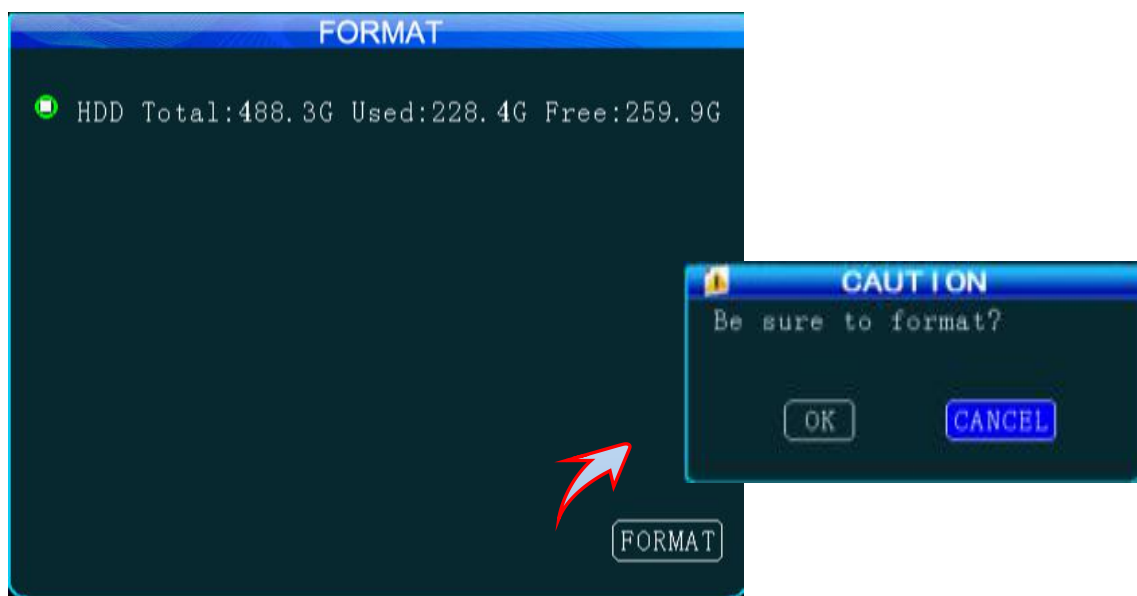 FORMAT
HDD Total:488.3G Used:228.4G Free:259.9G
CAUTION
Be sure to format?
OK CANCEL
FORMAT